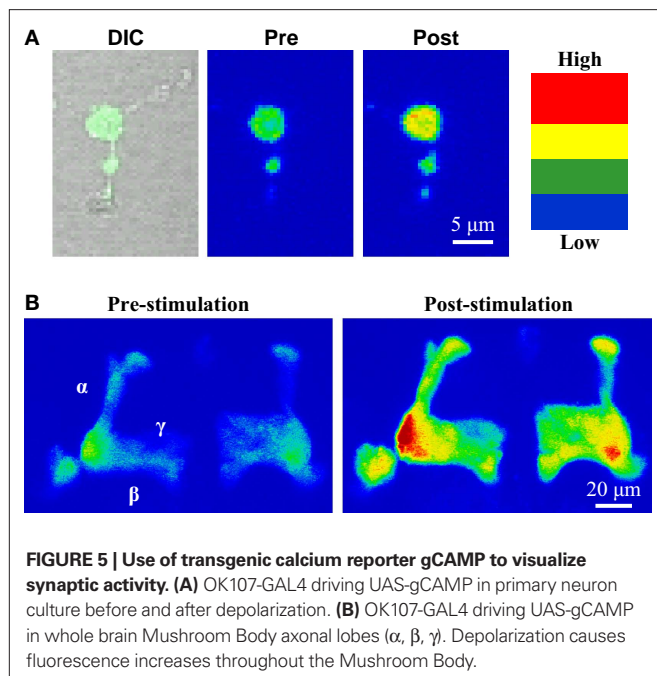 A
DIC
Pre
Post
High
5 μm
Low
B
Pre-stimulation
Post-stimulation
α
γ
β
20 μm
FIGURE 5 | Use of transgenic calcium reporter gCAMP to visualize
synaptic activity. (A) OK107-GAL4 driving UAS-gCAMP in primary neuron
culture before and after depolarization. (B) OK107-GAL4 driving UAS-gCAMP
in whole brain Mushroom Body axonal lobes (α, β, γ). Depolarization causes
fluorescence increases throughout the Mushroom Body.